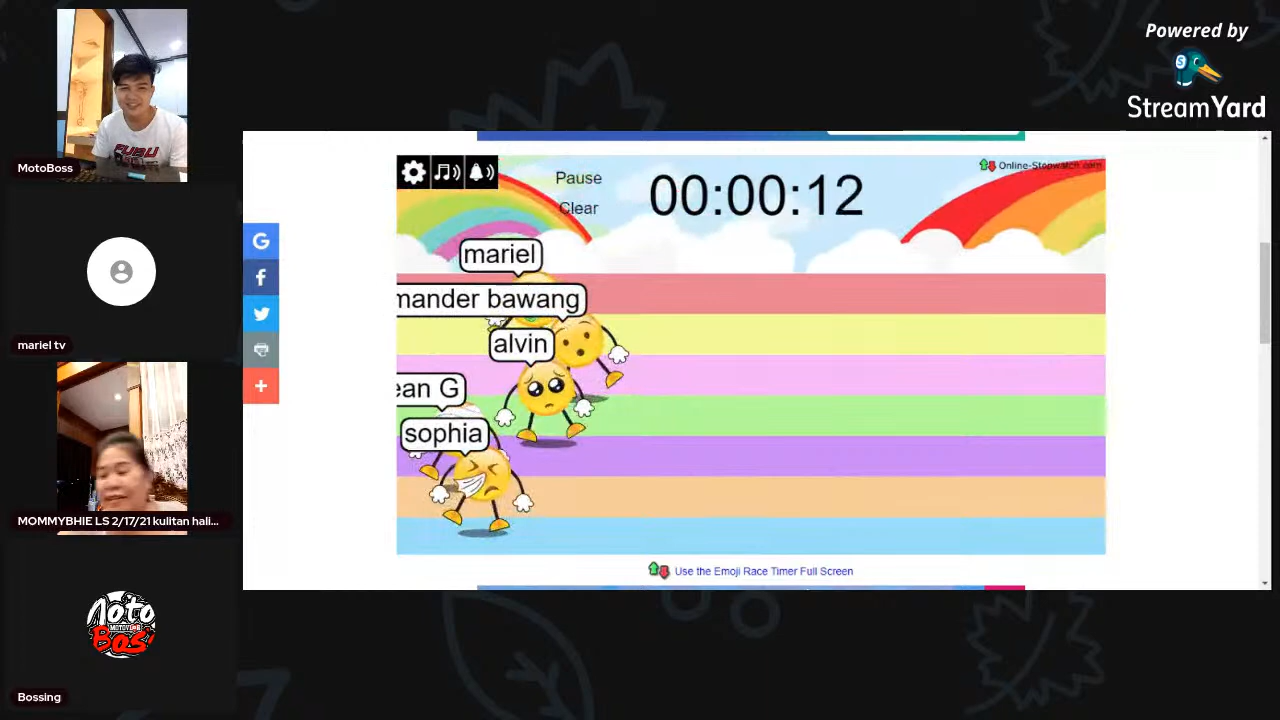 Powered by
StreamYard
MotoBoss
mariel tv
MOMMYBHIE LS 2/17/21 kulitan hali...
Bossing
Pause
Clear
00:00:12
Online-Stopwatch.com
mariel
mander bawang
alvin
ean G
sophia
Use the Emoji Race Timer Full Screen